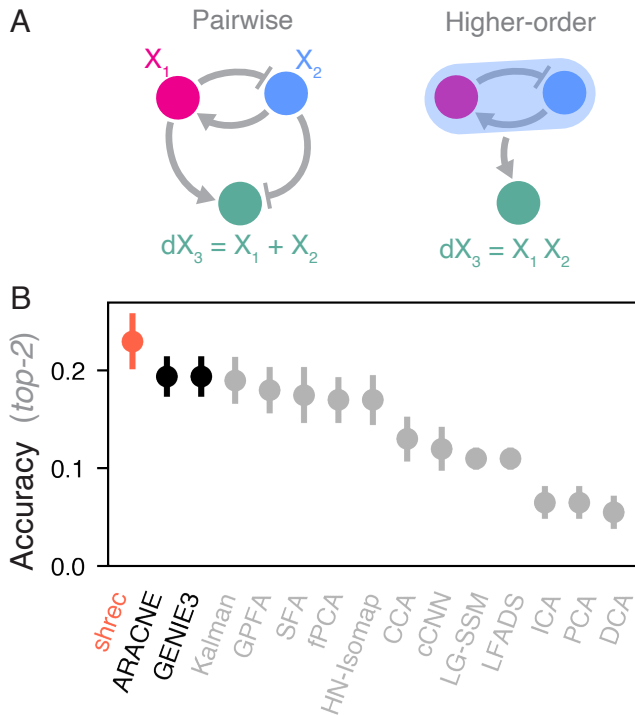 A
Pairwise
Higher-order
X₁
X₂
dX₃ = X₁ + X₂
dX₃ = X₁ X₂
B
Accuracy (top-2)
0.2
0.1
0.0
shrec
ARACNE
GENIE3
Kalman
GPFA
SFA
fPCA
HN-Isomap
CCA
cCNN
LG-SSM
LFADS
ICA
PCA
DCA